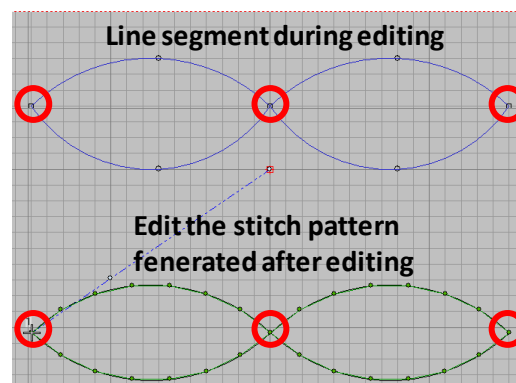 Line segment during editing
Edit the stitch pattern
fenerated after editing